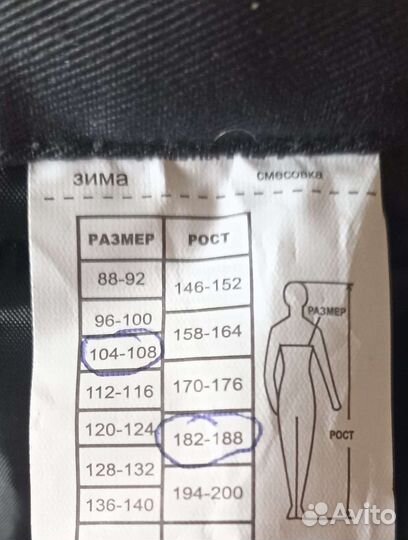 зима смесовка
РАЗМЕР РОСТ
88-92 146-152
96-100
158-164
104-108
112-116 170-176
120-124
182-188
128-132
136-140 194-200
РАЗМЕР
РОСТ
Avito